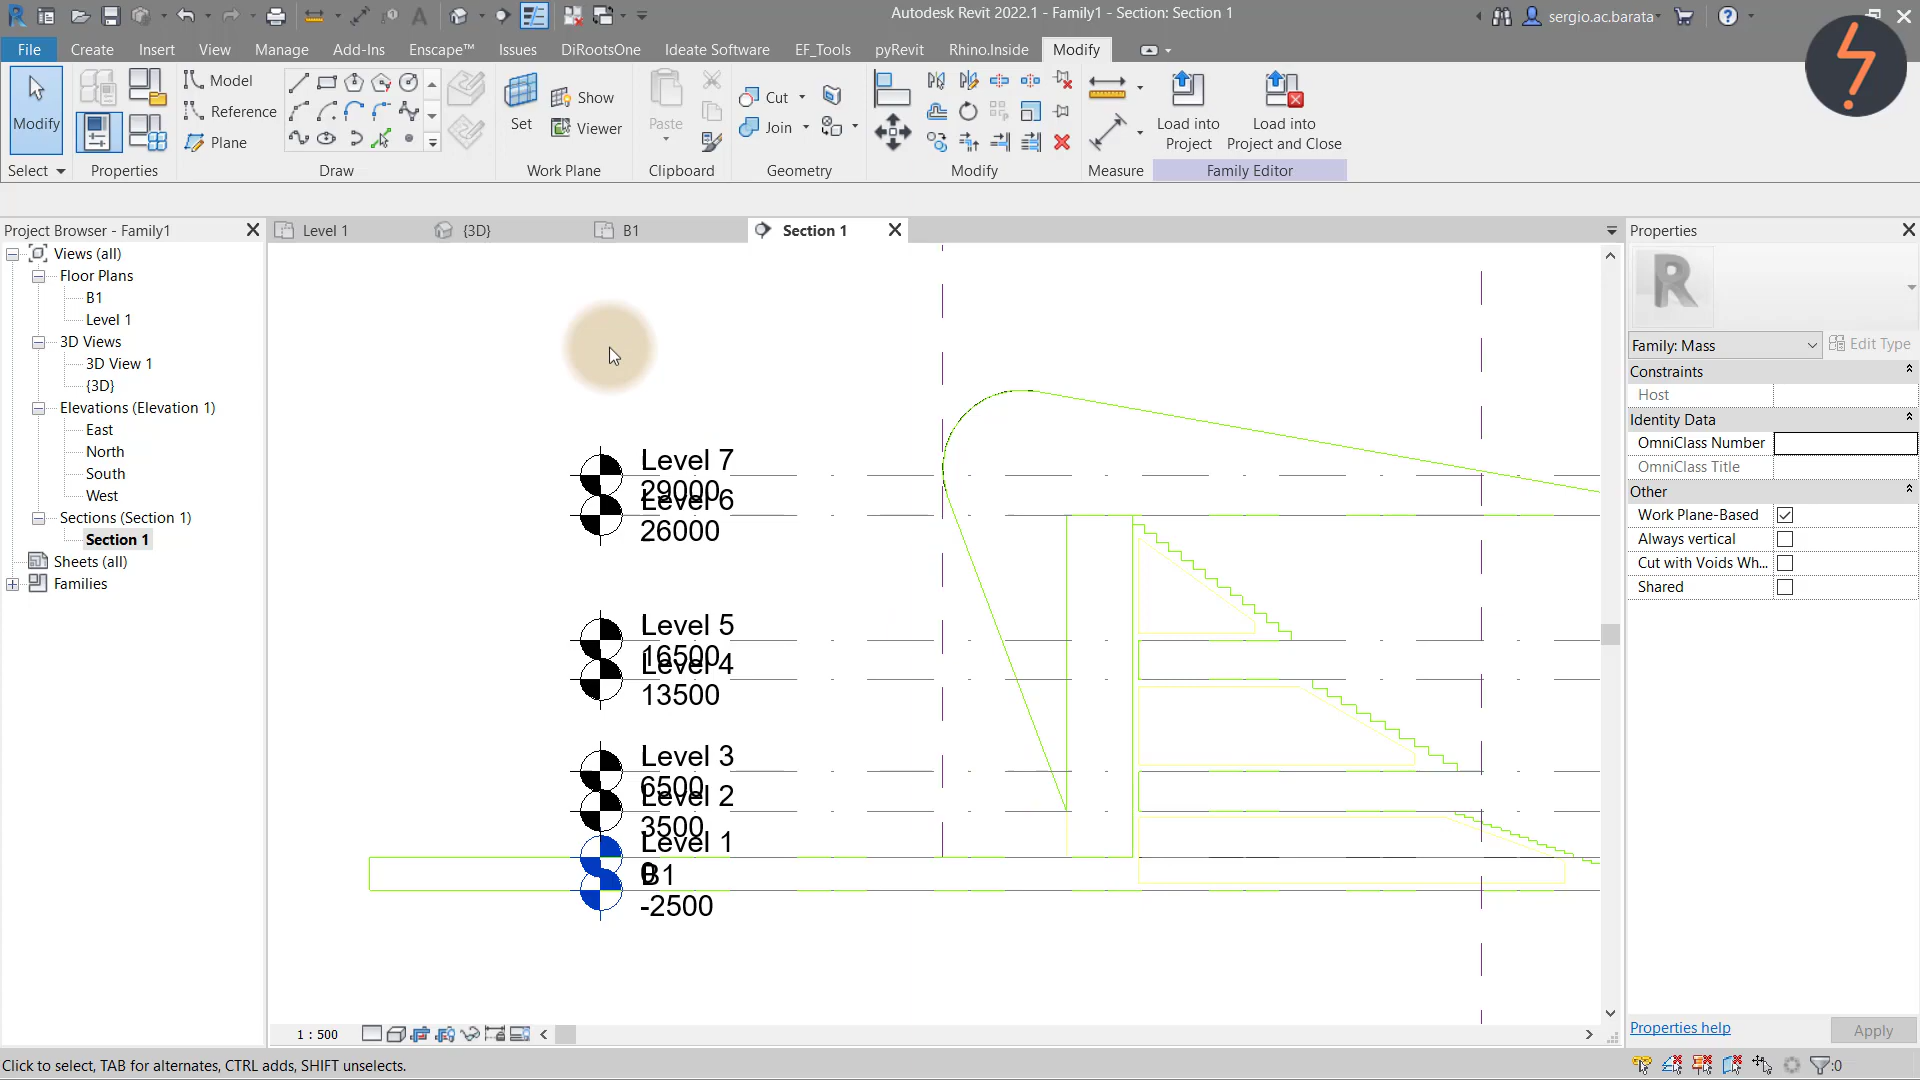 Autodesk Revit 2022.1 - Family1 - Section: Section 1
sergio.ac.barata
File
Create
Insert
View
Manage
Add-Ins
Enscape™
Issues
DiRootsOne
Ideate Software
EF_Tools
pyRevit
Rhino.Inside
Modify
Modify
Model
Reference
Plane
Set
Show
Viewer
Paste
Cut
Join
Load into
Project
Load into
Project and Close
Select
Properties
Draw
Work Plane
Clipboard
Geometry
Modify
Measure
Family Editor
Project Browser - Family1
Level 1
{3D}
B1
Section 1
Properties
Views (all)
Floor Plans
B1
Level 1
3D Views
3D View 1
{3D}
Elevations (Elevation 1)
East
North
South
West
Sections (Section 1)
Section 1
Sheets (all)
Families
Level 7
29000
Level 6
26000
Level 5
16500
Level 4
13500
Level 3
6500
Level 2
3500
Level 1
0
B1
-2500
R
Family: Mass
Edit Type
Constraints
Host
Identity Data
OmniClass Number
OmniClass Title
Other
Work Plane-Based
Always vertical
Cut with Voids Wh...
Shared
Properties help
Apply
1 : 500
Click to select, TAB for alternates, CTRL adds, SHIFT unselects.
:0